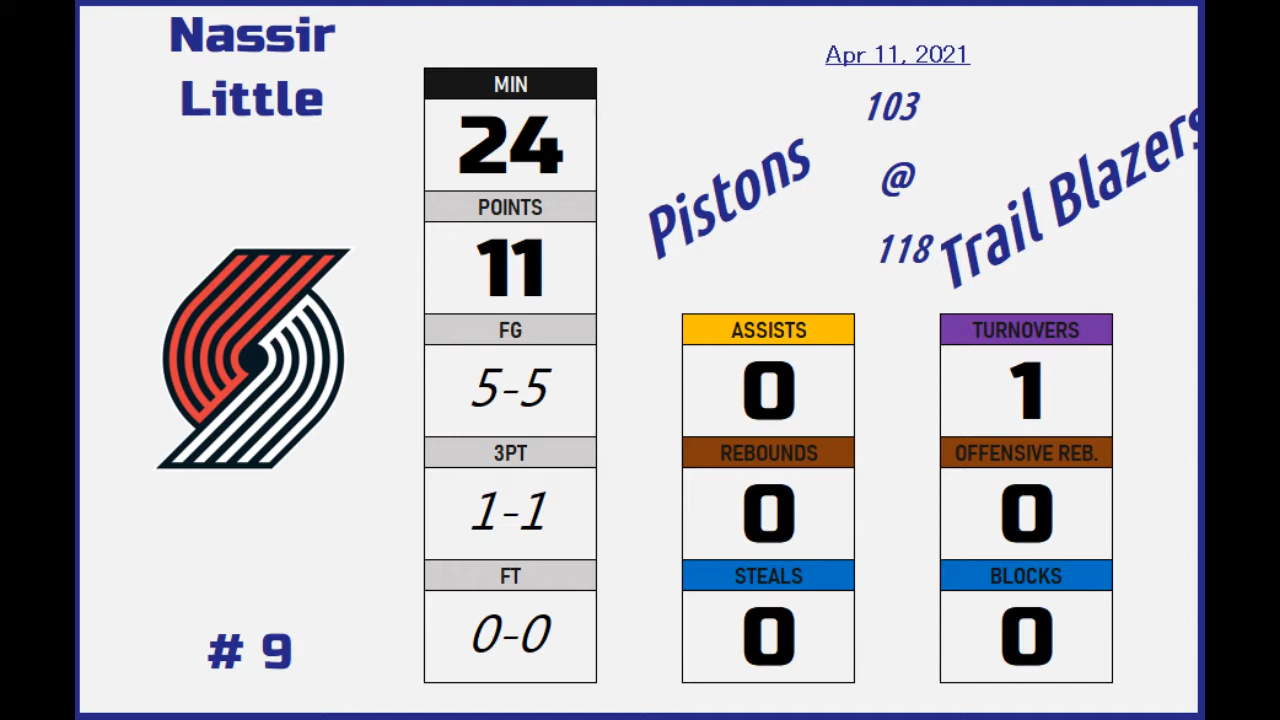 Nassir
Little
# 9
MIN
24
POINTS
11
FG
5-5
3PT
1-1
FT
0-0
Apr 11, 2021
Pistons
103
@
118
Trail Blazers
ASSISTS
0
REBOUNDS
0
STEALS
0
TURNOVERS
1
OFFENSIVE REB.
0
BLOCKS
0